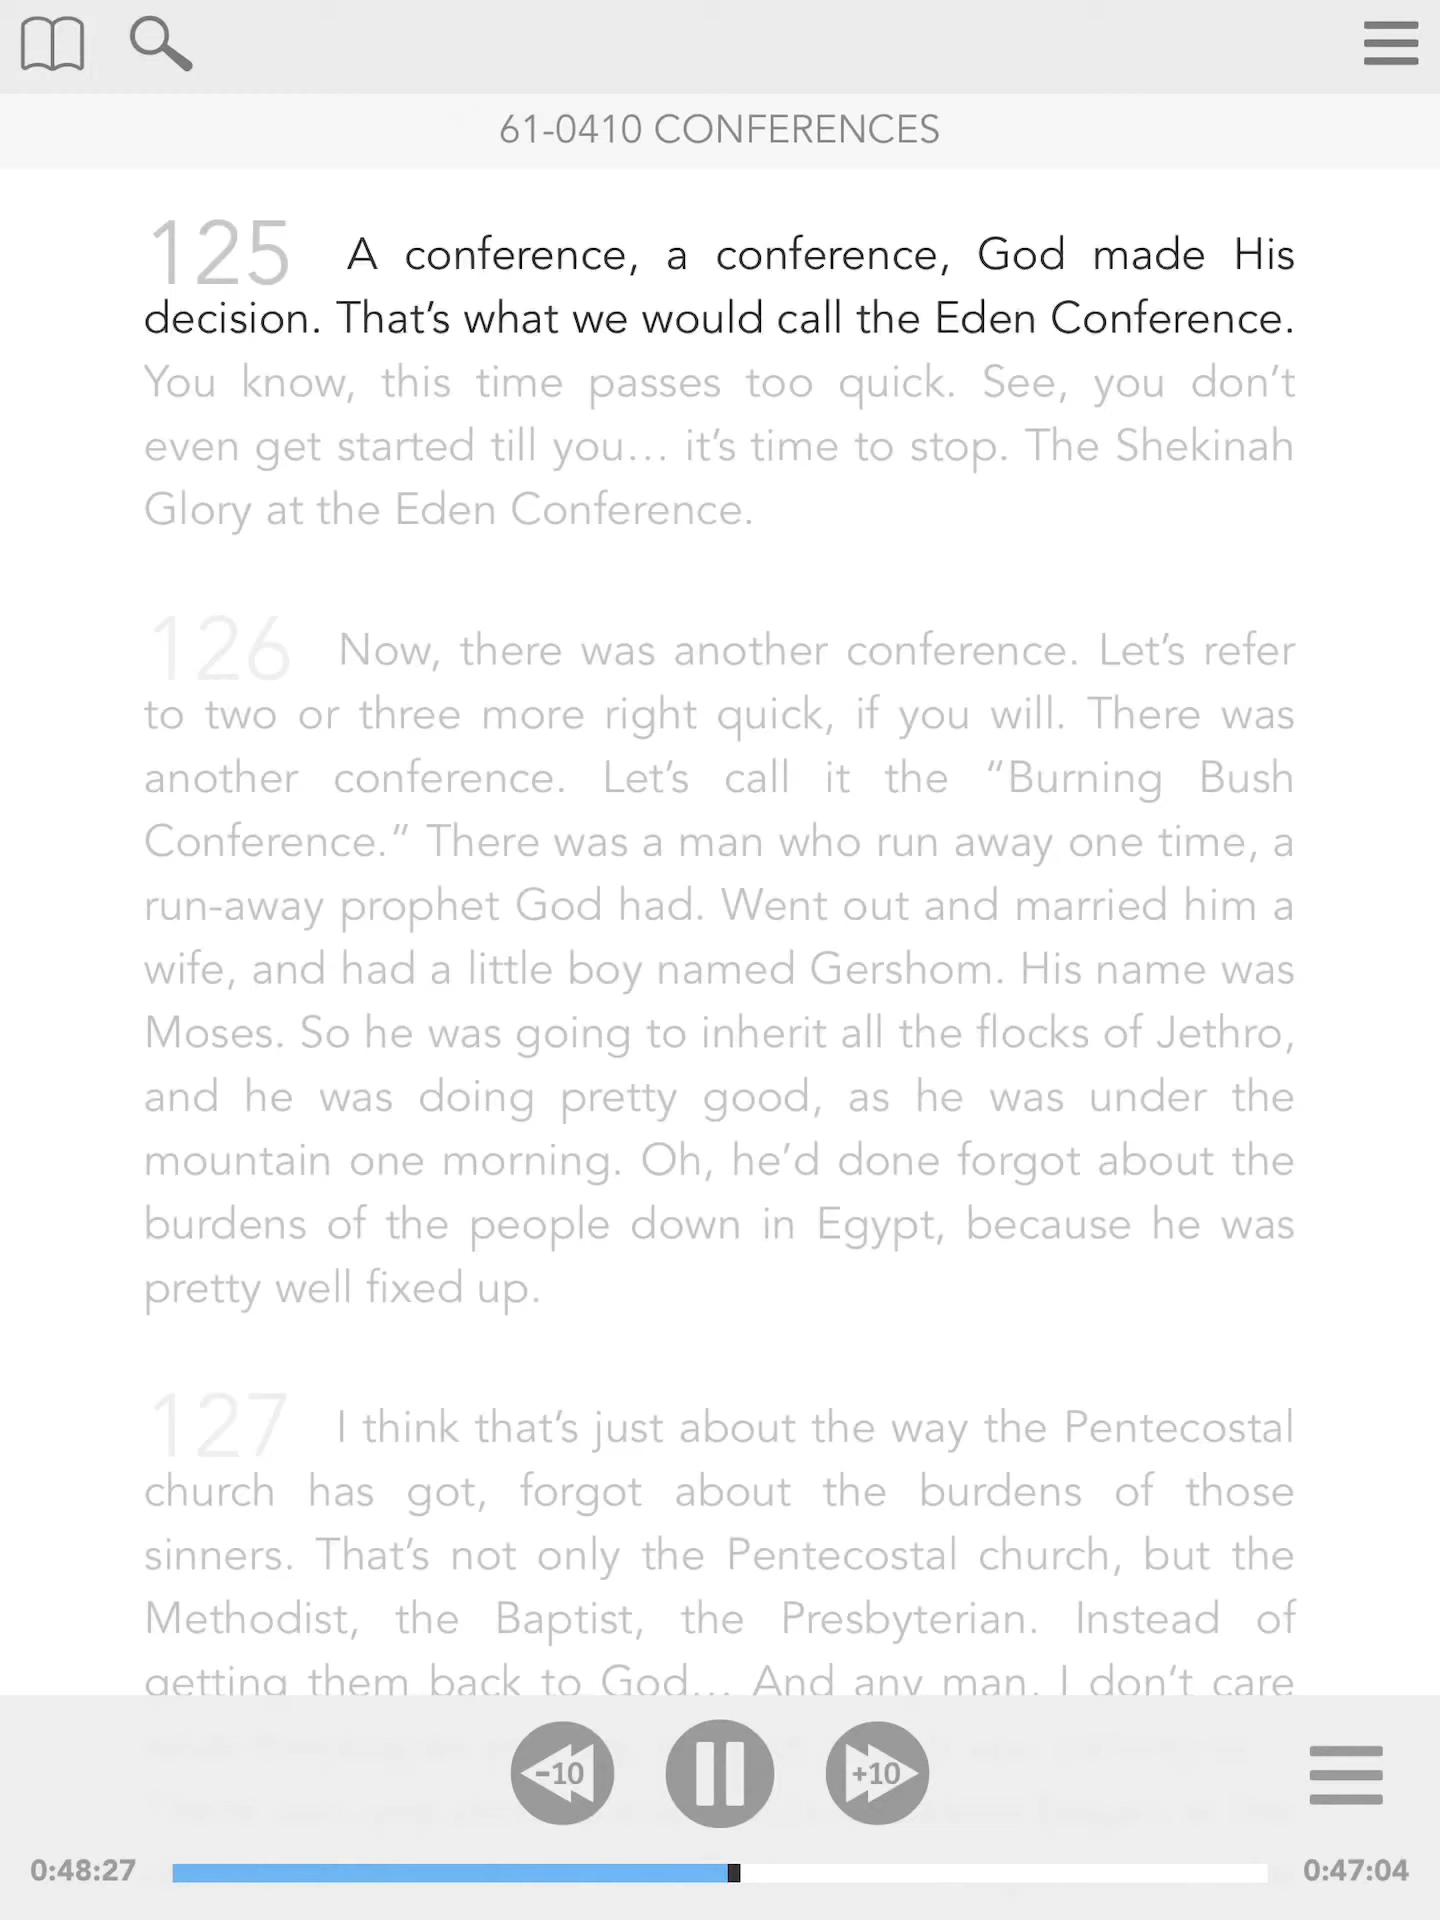 61-0410 CONFERENCES
125 A conference, a conference, God made His
decision. That’s what we would call the Eden Conference.
You know, this time passes too quick. See, you don’t
even get started till you… it’s time to stop. The Shekinah
Glory at the Eden Conference.
126 Now, there was another conference. Let’s refer
to two or three more right quick, if you will. There was
another conference. Let’s call it the “Burning Bush
Conference.” There was a man who run away one time, a
run-away prophet God had. Went out and married him a
wife, and had a little boy named Gershom. His name was
Moses. So he was going to inherit all the flocks of Jethro,
and he was doing pretty good, as he was under the
mountain one morning. Oh, he’d done forgot about the
burdens of the people down in Egypt, because he was
pretty well fixed up.
127 I think that’s just about the way the Pentecostal
church has got, forgot about the burdens of those
sinners. That’s not only the Pentecostal church, but the
Methodist, the Baptist, the Presbyterian. Instead of
getting them back to God… And any man, I don’t care
-10 +10
0:48:27 0:47:04